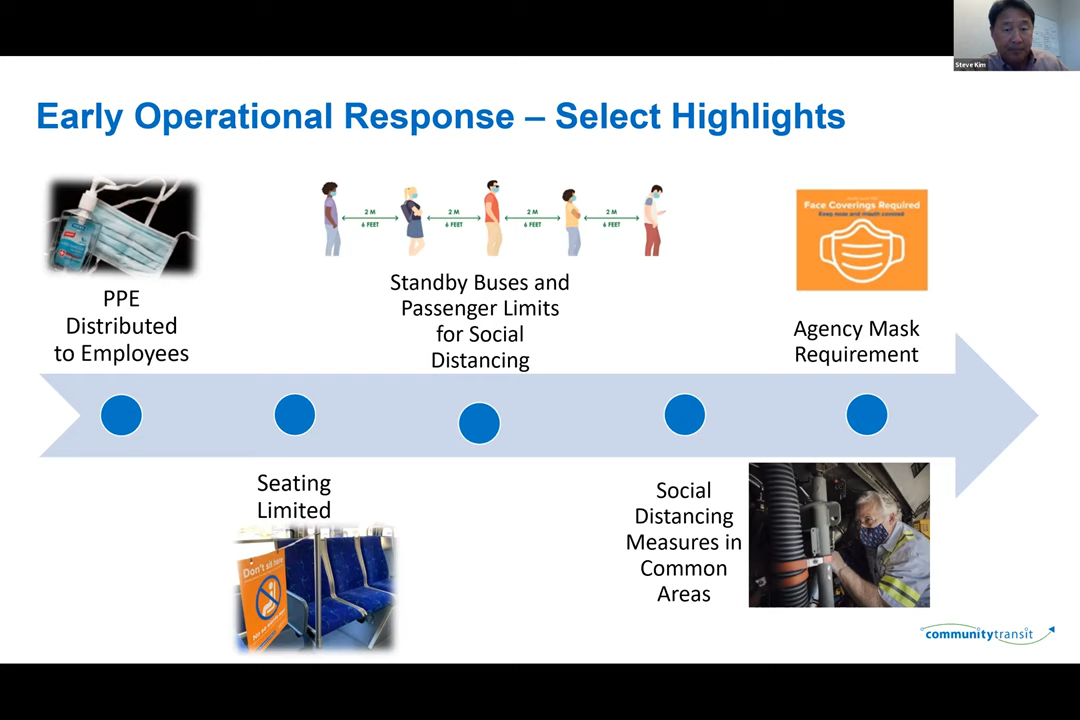 Steve Kim
Early Operational Response – Select Highlights
2 M
6 FEET
2 M
6 FEET
2 M
6 FEET
2 M
6 FEET
Face Coverings Required
Keep nose and mouth covered
PPE
Distributed
to Employees
Standby Buses and
Passenger Limits
for Social
Distancing
Agency Mask
Requirement
Seating
Limited
Don't sit here
Social
Distancing
Measures in
Common
Areas
communitytransit